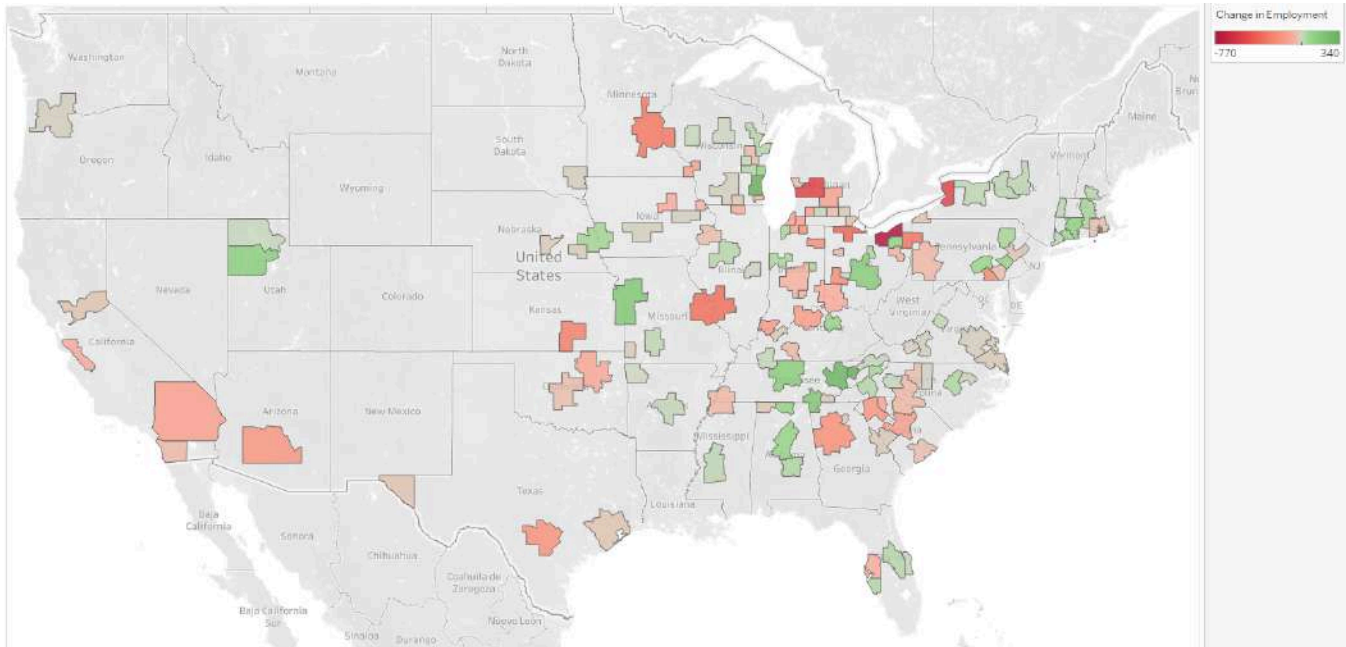 Change in Employment
-770 340
Washington
Montana
North
Dakota
Minnesota
Maine
Vermont
Oregon
Idaho
South
Dakota
Wyoming
Iowa
Nebraska
United
States
Pennsylvania
NJ
Nevada
Utah
Colorado
Kansas
Missouri
West
Virginia
DE
California
Arizona
New Mexico
Mississippi
Georgia
Texas
Louisiana
Baja
California
Sonora
Chihuahua
Coahuila de
Zaragoza
Baja California
Sur
Nuevo León
Sinaloa
Durango